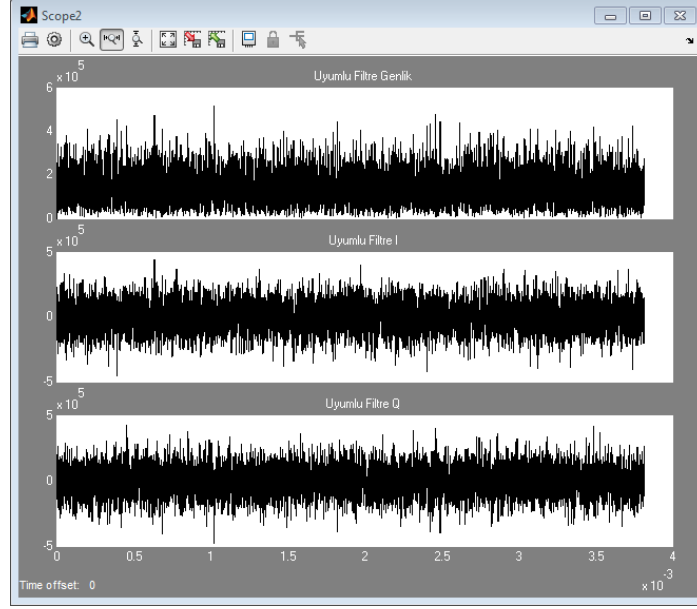 Scope2
x 10^5
Uyumlu Filtre Genlik
6
4
2
0
x 10^5
Uyumlu Filtre I
5
0
-5
x 10^5
Uyumlu Filtre Q
5
0
-5
0 0.5 1 1.5 2 2.5 3 3.5 4
x 10^-3
Time offset: 0